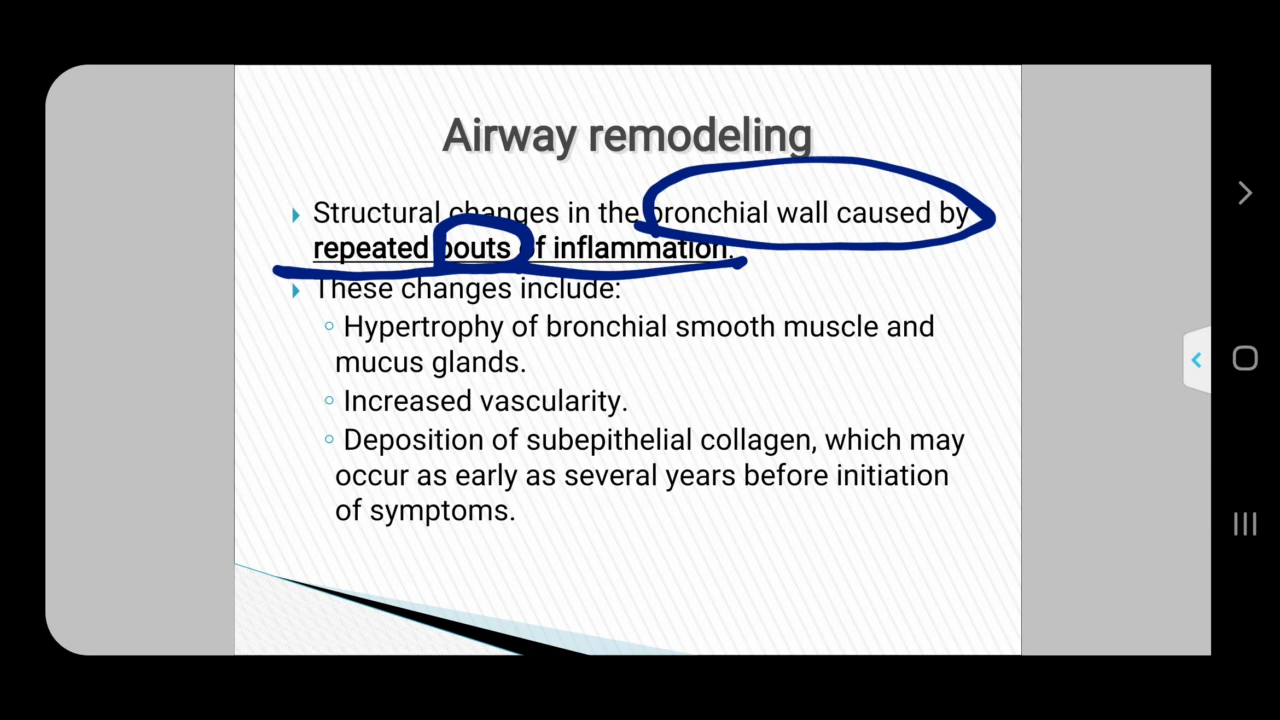 Airway remodeling
Structural changes in the bronchial wall caused by
repeated bouts of inflammation.
These changes include:
Hypertrophy of bronchial smooth muscle and
mucus glands.
Increased vascularity.
Deposition of subepithelial collagen, which may
occur as early as several years before initiation
of symptoms.